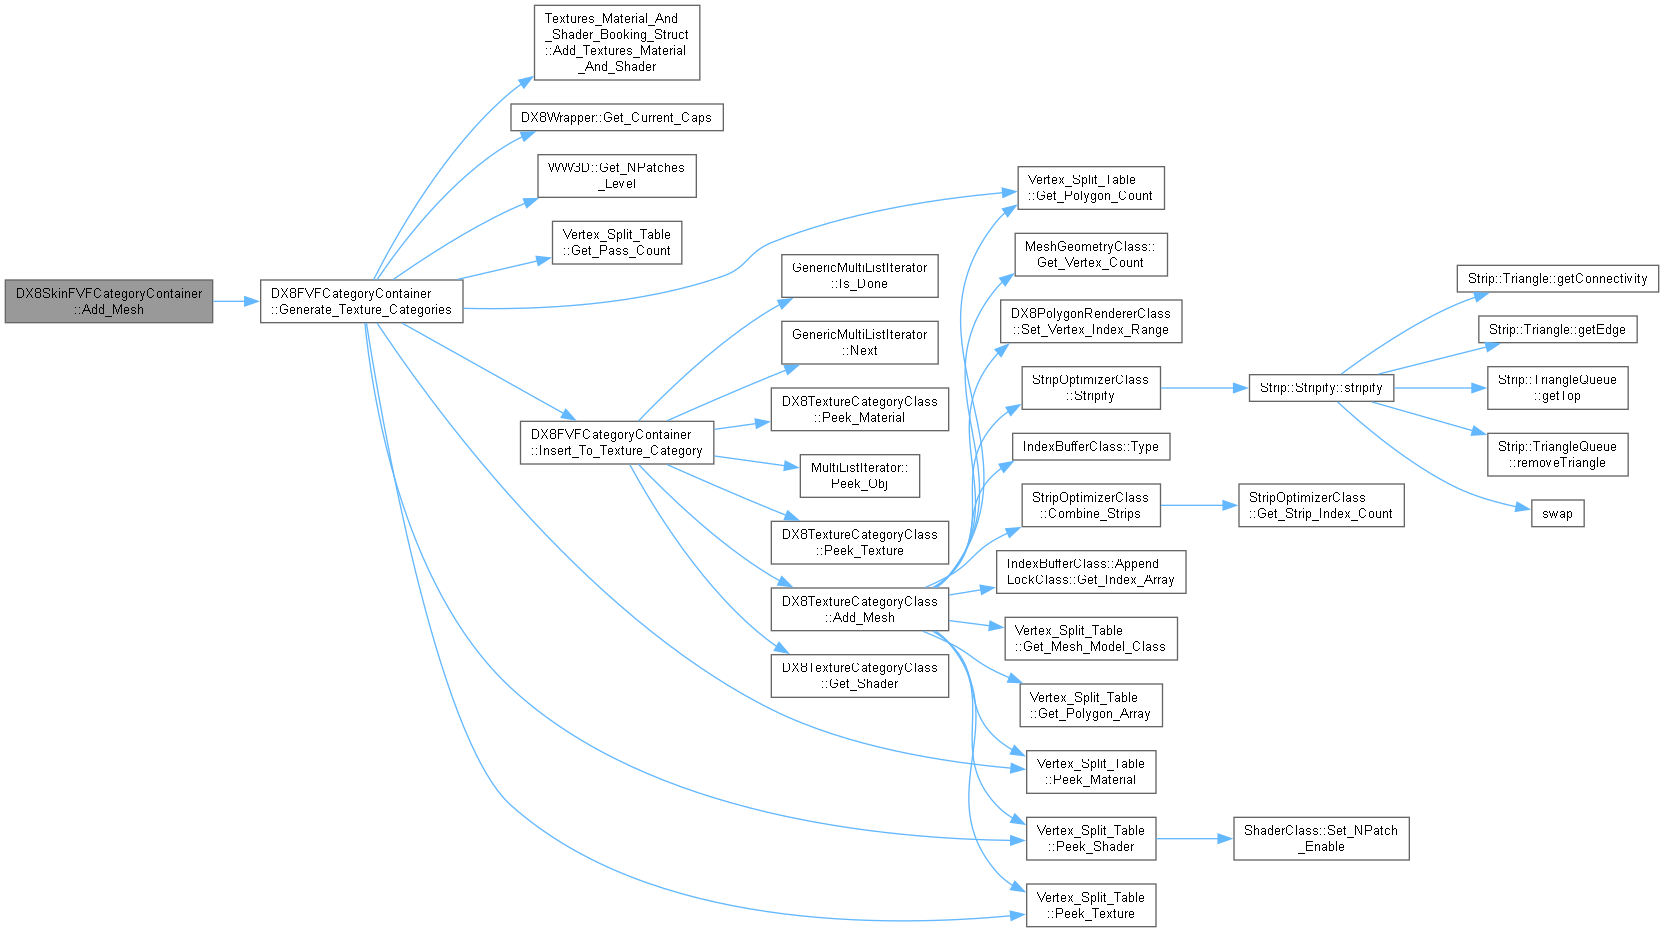 DX8SkinFVFCategoryContainer
::Add_Mesh
DX8FVFCategoryContainer
::Generate_Texture_Categories
Textures_Material_And
_Shader_Booking_Struct
::Add_Textures_Material
_And_Shader
DX8Wrapper::Get_Current_Caps
WW3D::Get_NPatches
_Level
Vertex_Split_Table
::Get_Pass_Count
DX8FVFCategoryContainer
::Insert_To_Texture_Category
GenericMultiListIterator
::Is_Done
GenericMultiListIterator
::Next
DX8TextureCategoryClass
::Peek_Material
MultiListIterator::
Peek_Obj
DX8TextureCategoryClass
::Peek_Texture
DX8TextureCategoryClass
::Add_Mesh
DX8TextureCategoryClass
::Get_Shader
Vertex_Split_Table
::Get_Polygon_Count
MeshGeometryClass::
Get_Vertex_Count
DX8PolygonRendererClass
::Set_Vertex_Index_Range
StripOptimizerClass
::Stripify
IndexBufferClass::Type
StripOptimizerClass
::Combine_Strips
IndexBufferClass::Append
LockClass::Get_Index_Array
Vertex_Split_Table
::Get_Mesh_Model_Class
Vertex_Split_Table
::Get_Polygon_Array
Vertex_Split_Table
::Peek_Material
Vertex_Split_Table
::Peek_Shader
Vertex_Split_Table
::Peek_Texture
Strip::Stripify::stripify
StripOptimizerClass
::Get_Strip_Index_Count
ShaderClass::Set_NPatch
_Enable
Strip::Triangle::getConnectivity
Strip::Triangle::getEdge
Strip::TriangleQueue
::getTop
Strip::TriangleQueue
::removeTriangle
swap